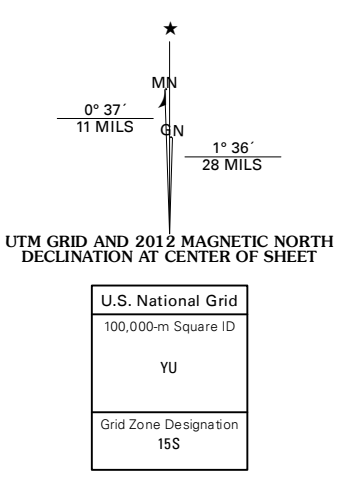 MN
0° 37´
11 MILS
GN
1° 36´
28 MILS
UTM GRID AND 2012 MAGNETIC NORTH
DECLINATION AT CENTER OF SHEET
U.S. National Grid
100,000-m Square ID
YU
Grid Zone Designation
15S